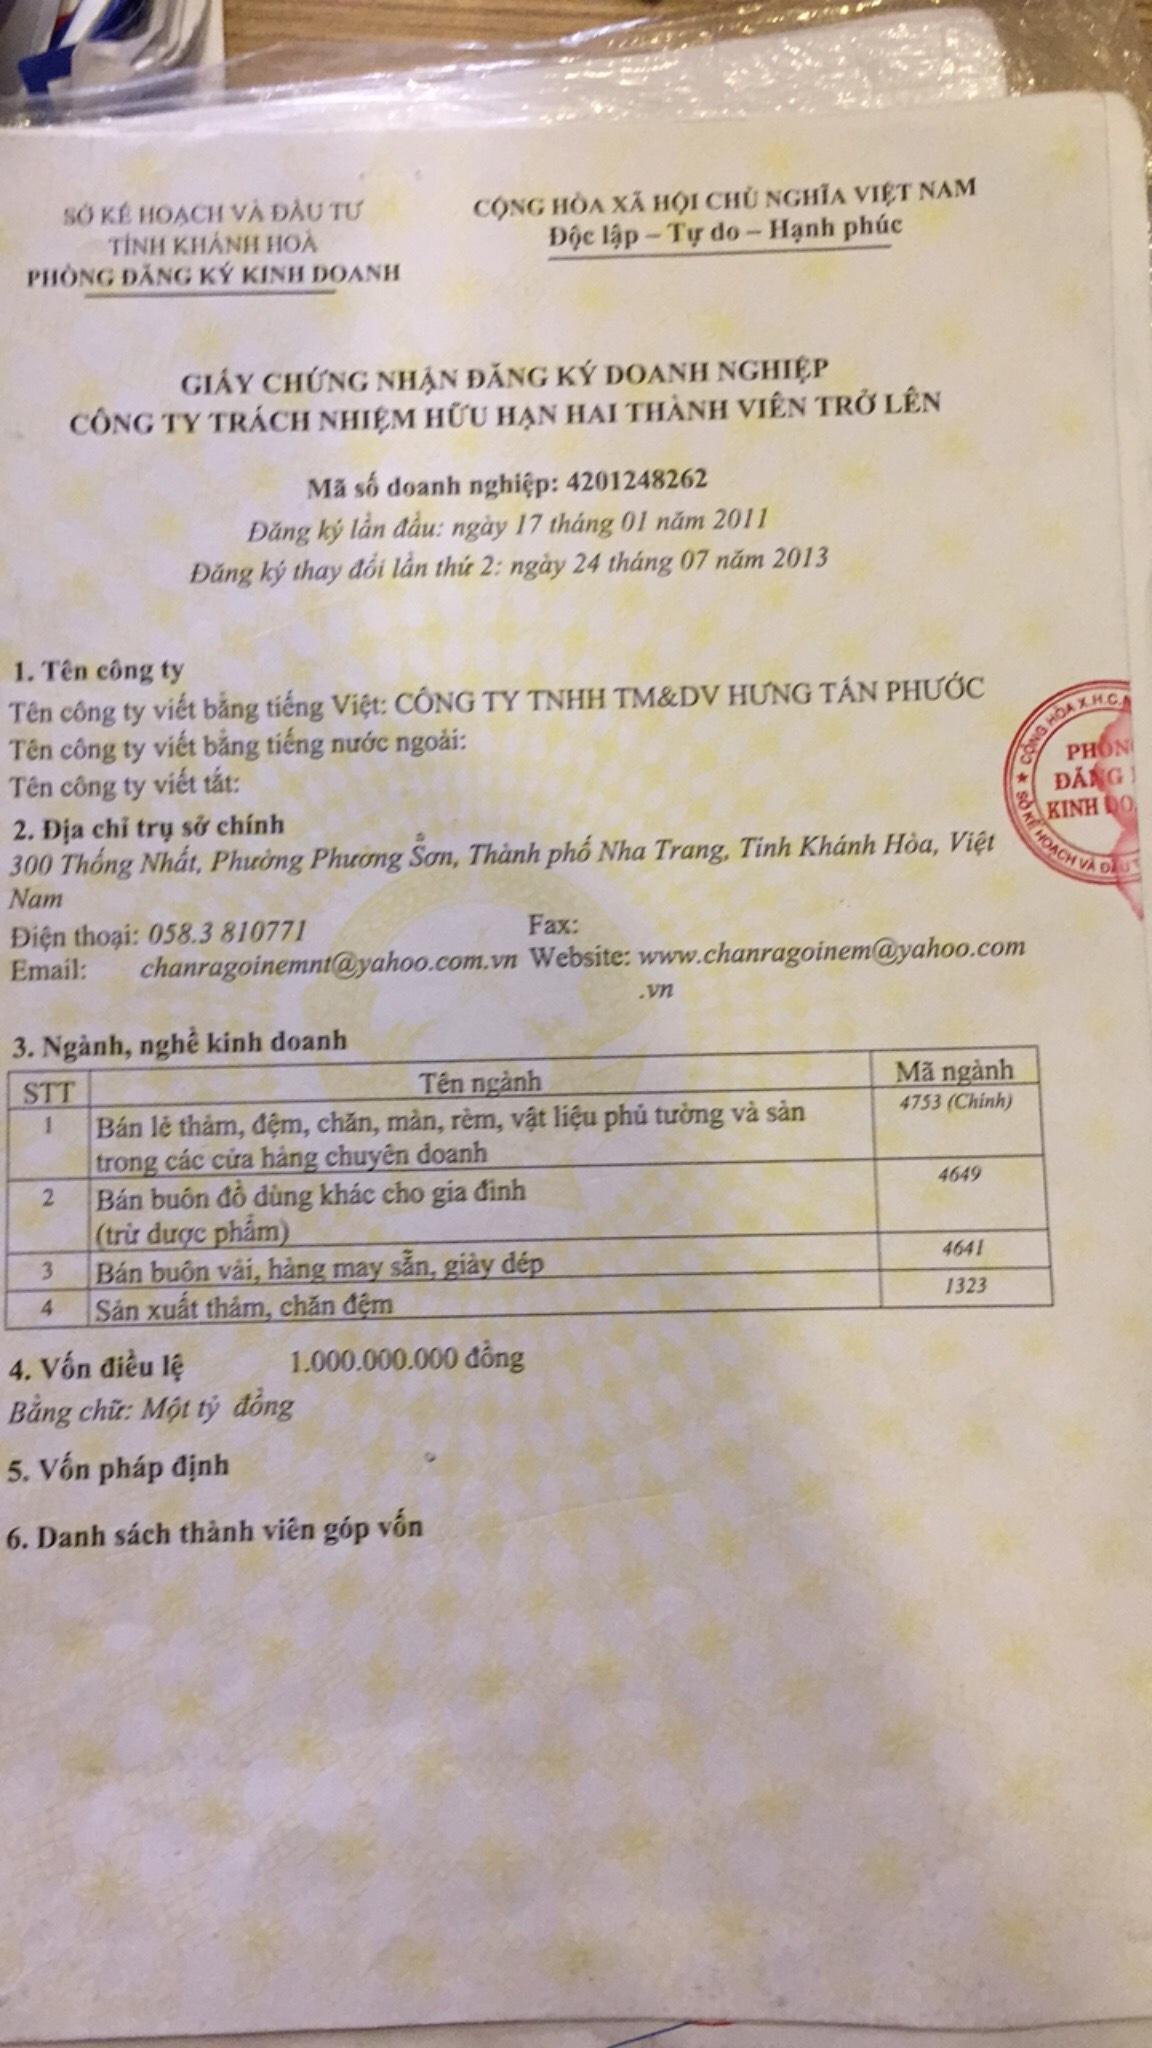 SỞ KẾ HOẠCH VÀ ĐẦU TƯ
TỈNH KHÁNH HOÀ
PHÒNG ĐĂNG KÝ KINH DOANH
CỘNG HÒA XÃ HỘI CHỦ NGHĨA VIỆT NAM
Độc lập – Tự do – Hạnh phúc
GIẤY CHỨNG NHẬN ĐĂNG KÝ DOANH NGHIỆP
CÔNG TY TRÁCH NHIỆM HỮU HẠN HAI THÀNH VIÊN TRỞ LÊN
Mã số doanh nghiệp: 4201248262
Đăng ký lần đầu: ngày 17 tháng 01 năm 2011
Đăng ký thay đổi lần thứ 2: ngày 24 tháng 07 năm 2013
1. Tên công ty
Tên công ty viết bằng tiếng Việt: CÔNG TY TNHH TM&DV HƯNG TẤN PHƯỚC
Tên công ty viết bằng tiếng nước ngoài:
Tên công ty viết tắt:
2. Địa chỉ trụ sở chính
300 Thống Nhất, Phường Phương Sơn, Thành phố Nha Trang, Tỉnh Khánh Hòa, Việt
Nam
Điện thoại: 058.3 810771 Fax:
Email: chanragoinemnt@yahoo.com.vn Website: www.chanragoinem@yahoo.com
.vn
CỘNG HÒA X.H.C.N
PHÒNG
ĐĂNG
KINH DO
SỞ KẾ HOẠCH VÀ ĐẦU T
3. Ngành, nghề kinh doanh
STT Tên ngành Mã ngành
1 Bán lẻ thảm, đệm, chăn, màn, rèm, vật liệu phủ tường và sàn 4753 (Chính)
trong các cửa hàng chuyên doanh
2 Bán buôn đồ dùng khác cho gia đình 4649
(trừ dược phẩm)
3 Bán buôn vải, hàng may sẵn, giày dép 4641
4 Sản xuất thảm, chăn đệm 1323
4. Vốn điều lệ 1.000.000.000 đồng
Bằng chữ: Một tỷ đồng
5. Vốn pháp định
6. Danh sách thành viên góp vốn